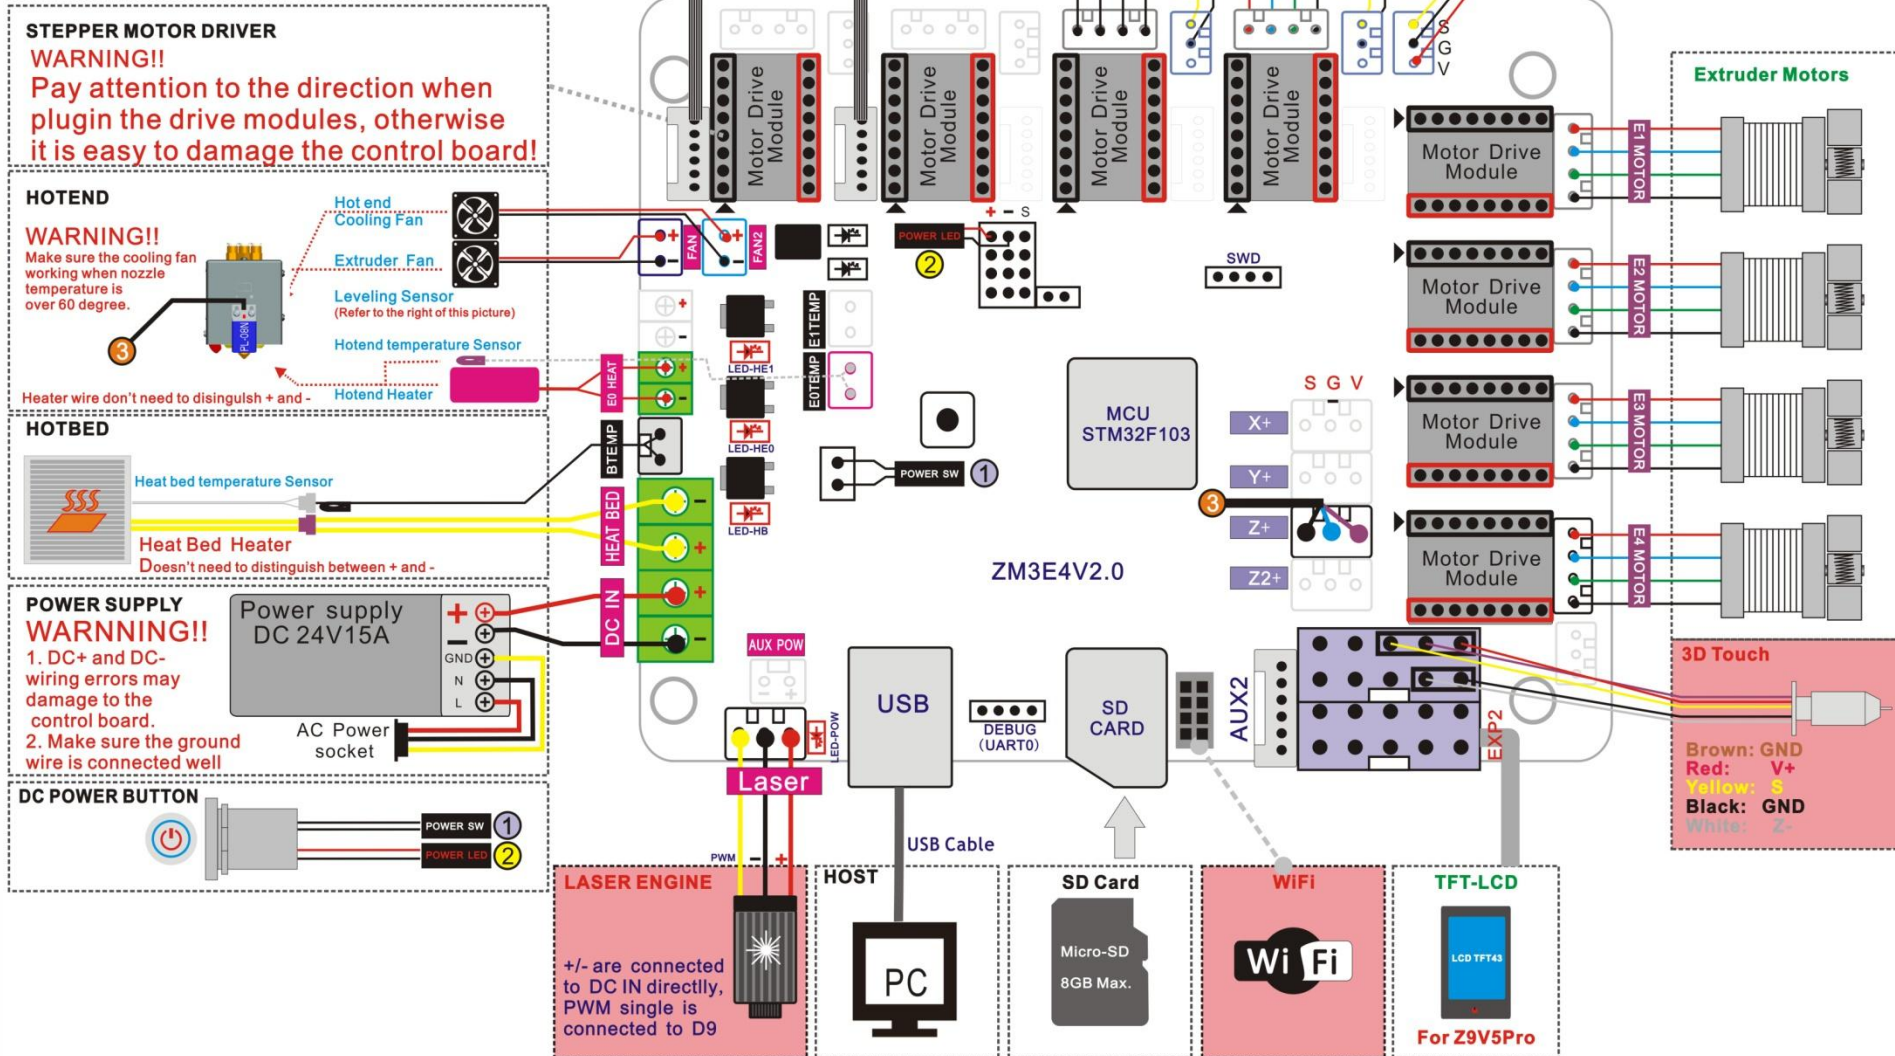 STEPPER MOTOR DRIVER
WARNING!!
Pay attention to the direction when
plugin the drive modules, otherwise
it is easy to damage the control board!
HOTEND
WARNING!!
Make sure the cooling fan
working when nozzle
temperature is
over 60 degree.
Hot end
Cooling Fan
Extruder Fan
Leveling Sensor
(Refer to the right of this picture)
Hotend temperature Sensor
Hotend Heater
PL-08N
3
Heater wire don't need to disinguish + and -
HOTBED
Heat bed temperature Sensor
Heat Bed Heater
Doesn't need to distinguish between + and -
POWER SUPPLY
WARNNING!!
1. DC+ and DC-
wiring errors may
damage to the
control board.
2. Make sure the ground
wire is connected well
Power supply
DC 24V15A
+
−
GND
N
L
AC Power
socket
DC POWER BUTTON
POWER SW 1
POWER LED 2
Motor Drive
Module
Motor Drive
Module
Motor Drive
Module
Motor Drive
Module
S
G
V
FAN
+
-
FAN2
+
-
POWER LED
2
+ - S
SWD
+
-
E1TEMP
LED-HE1
E0 HEAT
+
-
E0TEMP
LED-HE0
BTEMP
POWER SW 1
LED-HB
HEAT BED
-
+
DC IN
+
-
MCU
STM32F103
S G V
X+
Y+
3
Z+
Z2+
ZM3E4V2.0
AUX POW
- +
LED-POW
Laser
USB
DEBUG
(UART0)
SD
CARD
AUX2
EXP2
Extruder Motors
Motor Drive
Module
E1 MOTOR
Motor Drive
Module
E2 MOTOR
Motor Drive
Module
E3 MOTOR
Motor Drive
Module
E4 MOTOR
3D Touch
Brown: GND
Red: V+
Yellow: S
Black: GND
White: Z-
PWM - +
USB Cable
LASER ENGINE
+/- are connected
to DC IN directlly,
PWM single is
connected to D9
HOST
PC
SD Card
Micro-SD
8GB Max.
WiFi
Wi Fi
TFT-LCD
LCD TFT43
For Z9V5Pro